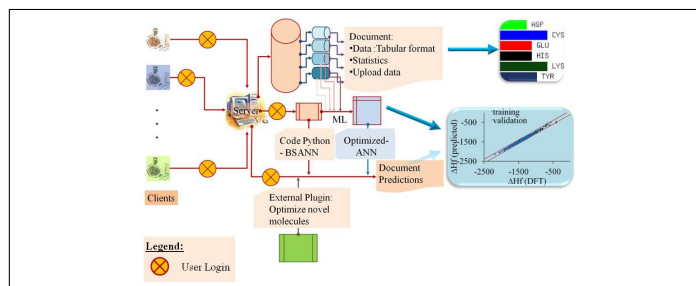 Document:
•Data :Tabular format
•Statistics
•Upload data
ASP
CYS
GLU
HIS
LYS
TYR
Server
ML
Code Python
- BSANN
Optimized-
ANN
Document
Predictions
training
validation
-500
-1500
-2500
ΔHf (predicted)
-2500
-1500
-500
ΔHf (DFT)
Clients
External Plugin:
Optimize novel
molecules
Legend:
User Login